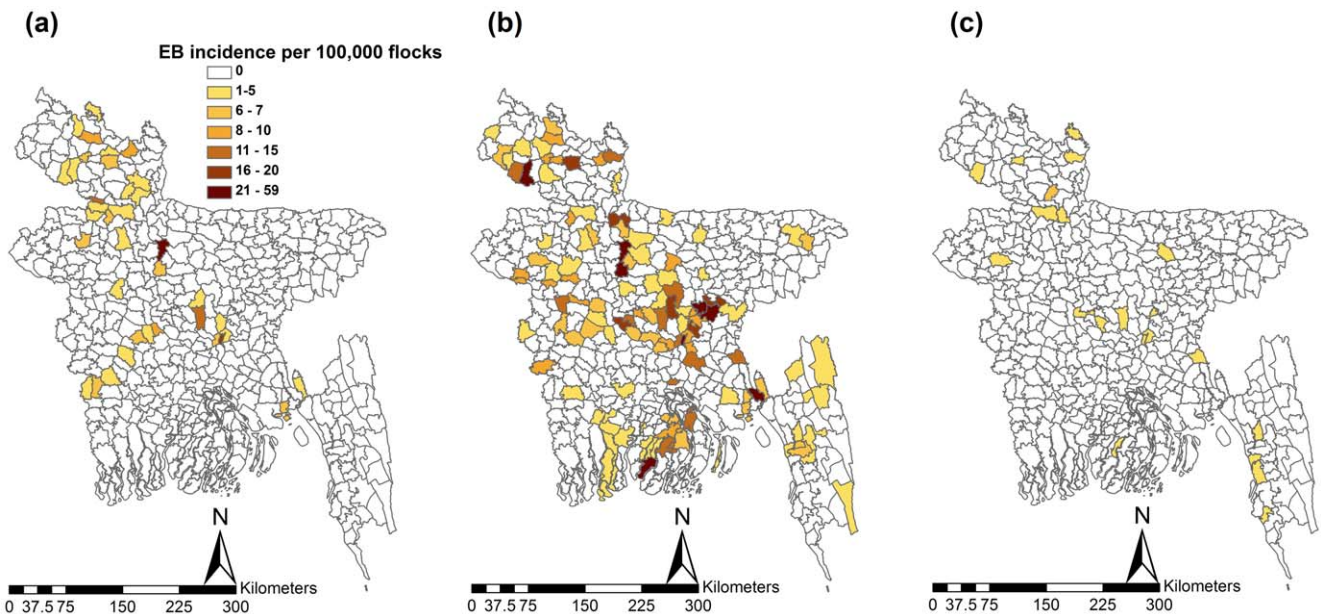 (a)
EB incidence per 100,000 flocks
0
1-5
6 - 7
8 - 10
11 - 15
16 - 20
21 - 59
N
Kilometers
0 37.5 75 150 225 300
(b)
N
Kilometers
0 37.5 75 150 225 300
(c)
N
Kilometers
0 37.5 75 150 225 300